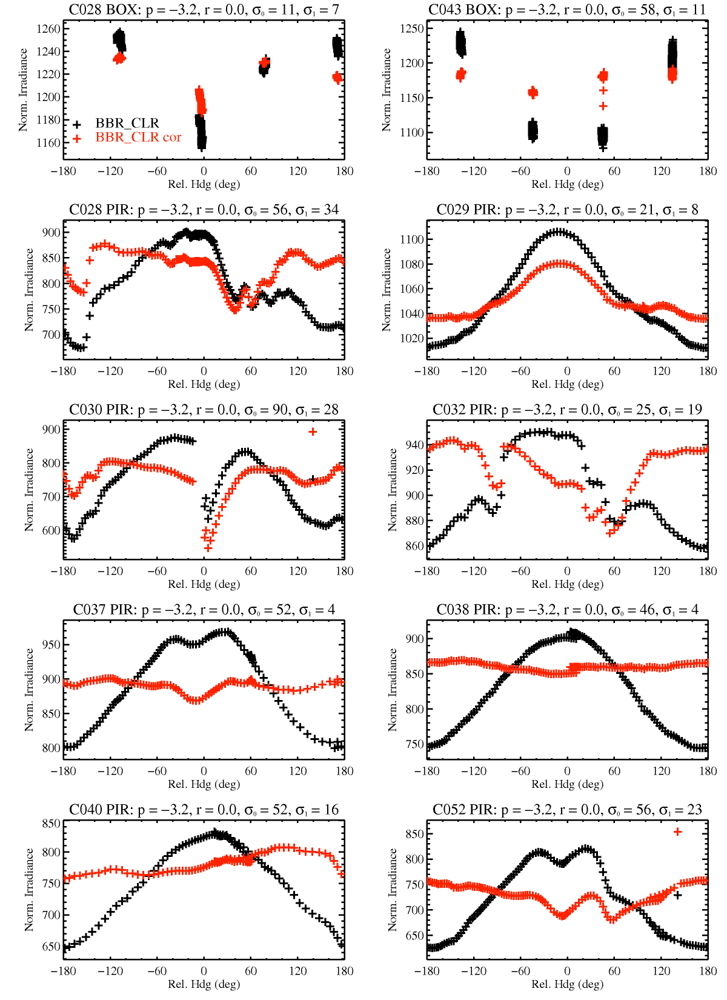 C028 BOX: p = −3.2, r = 0.0, σ₀ = 11, σ₁ = 7
Norm. Irradiance
1260
1240
1220
1200
1180
1160
BBR_CLR
BBR_CLR cor
−180 −120 −60 0 60 120 180
Rel. Hdg (deg)
C043 BOX: p = −3.2, r = 0.0, σ₀ = 58, σ₁ = 11
Norm. Irradiance
1250
1200
1150
1100
−180 −120 −60 0 60 120 180
Rel. Hdg (deg)
C028 PIR: p = −3.2, r = 0.0, σ₀ = 56, σ₁ = 34
Norm. Irradiance
900
850
800
750
700
−180 −120 −60 0 60 120 180
Rel. Hdg (deg)
C029 PIR: p = −3.2, r = 0.0, σ₀ = 21, σ₁ = 8
Norm. Irradiance
1100
1080
1060
1040
1020
−180 −120 −60 0 60 120 180
Rel. Hdg (deg)
C030 PIR: p = −3.2, r = 0.0, σ₀ = 90, σ₁ = 28
Norm. Irradiance
900
800
700
600
−180 −120 −60 0 60 120 180
Rel. Hdg (deg)
C032 PIR: p = −3.2, r = 0.0, σ₀ = 25, σ₁ = 19
Norm. Irradiance
940
920
900
880
860
−180 −120 −60 0 60 120 180
Rel. Hdg (deg)
C037 PIR: p = −3.2, r = 0.0, σ₀ = 52, σ₁ = 4
Norm. Irradiance
950
900
850
800
−180 −120 −60 0 60 120 180
Rel. Hdg (deg)
C038 PIR: p = −3.2, r = 0.0, σ₀ = 46, σ₁ = 4
Norm. Irradiance
900
850
800
750
−180 −120 −60 0 60 120 180
Rel. Hdg (deg)
C040 PIR: p = −3.2, r = 0.0, σ₀ = 52, σ₁ = 16
Norm. Irradiance
850
800
750
700
650
−180 −120 −60 0 60 120 180
Rel. Hdg (deg)
C052 PIR: p = −3.2, r = 0.0, σ₀ = 56, σ₁ = 23
Norm. Irradiance
850
800
750
700
650
−180 −120 −60 0 60 120 180
Rel. Hdg (deg)